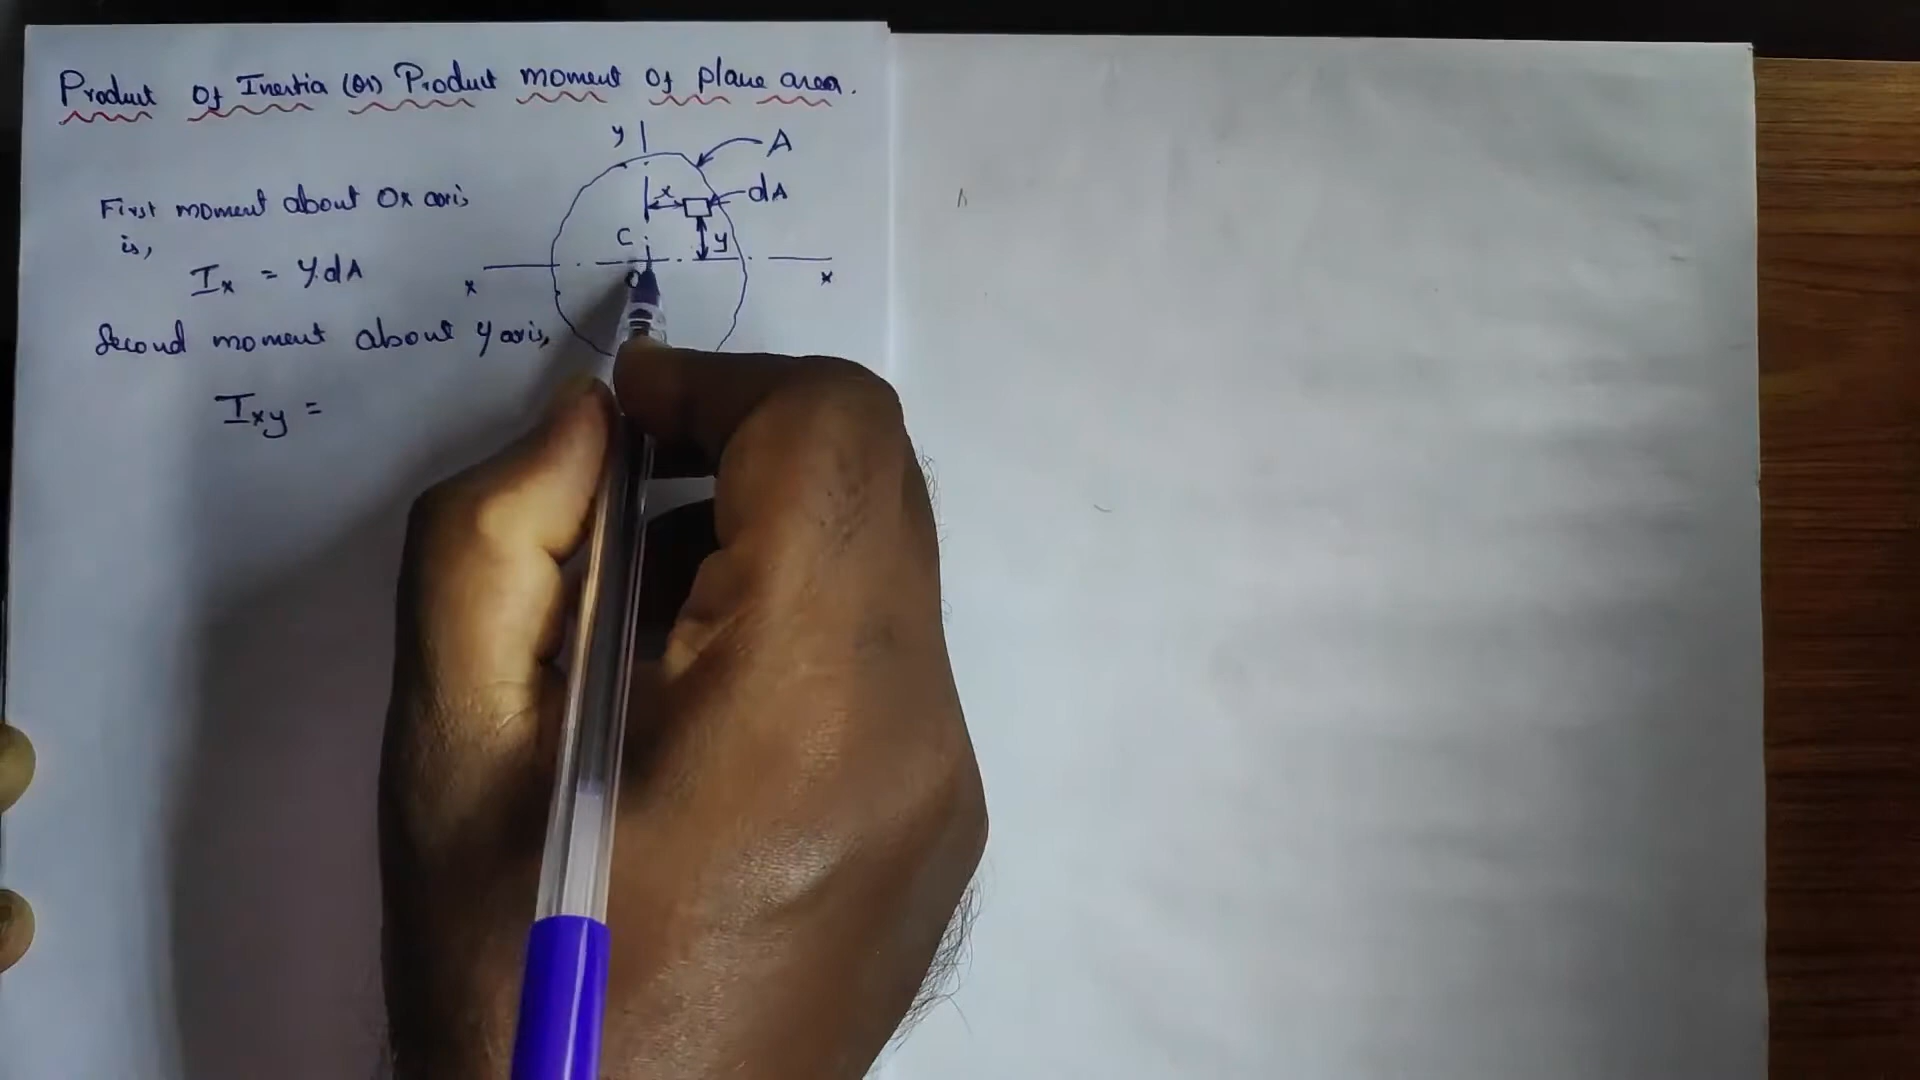 Product of Inertia (or) Product moment of plane area.
y
A
First moment about Ox axis
x
dA
is,
C
y
Ix = y.dA
x
O
x
Second moment about y axis,
Ixy =